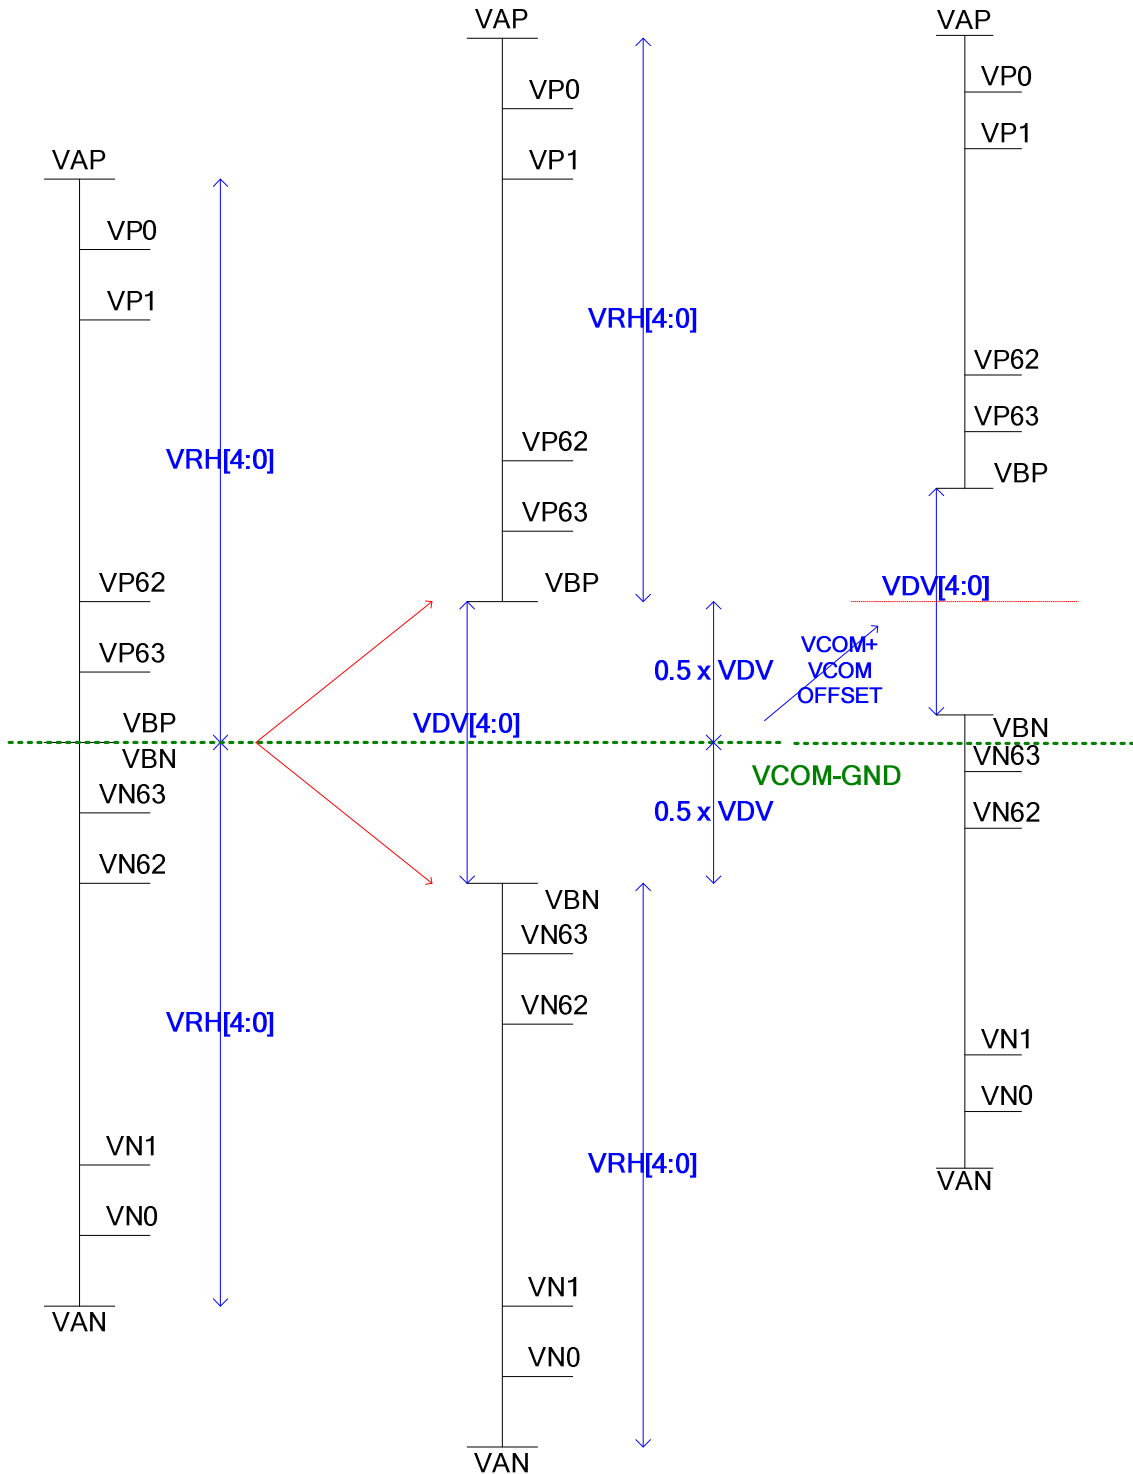 VAP
VP0
VP1
VRH[4:0]
VP62
VP63
VBP
VBN
VN63
VN62
VRH[4:0]
VN1
VN0
VAN
VAP
VP0
VP1
VRH[4:0]
VP62
VP63
VBP
0.5 x VDV
VDV[4:0]
0.5 x VDV
VBN
VN63
VN62
VRH[4:0]
VN1
VN0
VAN
VCOM+
VCOM
OFFSET
VCOM-GND
VAP
VP0
VP1
VP62
VP63
VBP
VDV[4:0]
VBN
VN63
VN62
VN1
VN0
VAN